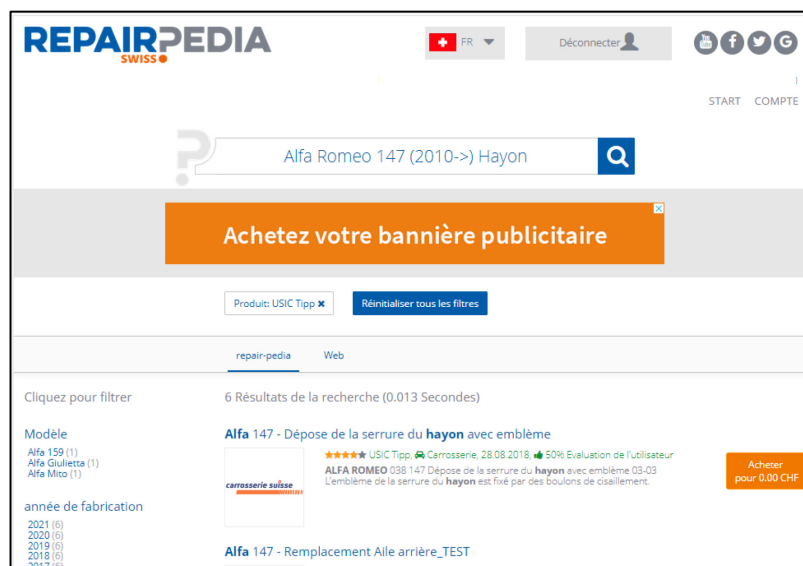 REPAIRPEDIA
SWISS
FR
Déconnecter
You
Tube
f
G
START COMPTE
?
Alfa Romeo 147 (2010->) Hayon
Achetez votre bannière publicitaire
Produit: USIC Tipp ×
Réinitialiser tous les filtres
repair-pedia Web
Cliquez pour filtrer
6 Résultats de la recherche (0.013 Secondes)
Modèle
Alfa 159 (1)
Alfa Giulietta (1)
Alfa Mito (1)
année de fabrication
2021 (6)
2020 (6)
2019 (6)
2018 (6)
2017 (6)
Alfa 147 - Dépose de la serrure du hayon avec emblème
carrosserie suisse
USIC Tipp, Carrosserie, 28.08.2018, 50% Evaluation de l'utilisateur
ALFA ROMEO 038 147 Dépose de la serrure du hayon avec emblème 03-03
L'emblème de la serrure du hayon est fixé par des boulons de cisaillement.
Acheter
pour 0.00 CHF
Alfa 147 - Remplacement Aile arrière_TEST